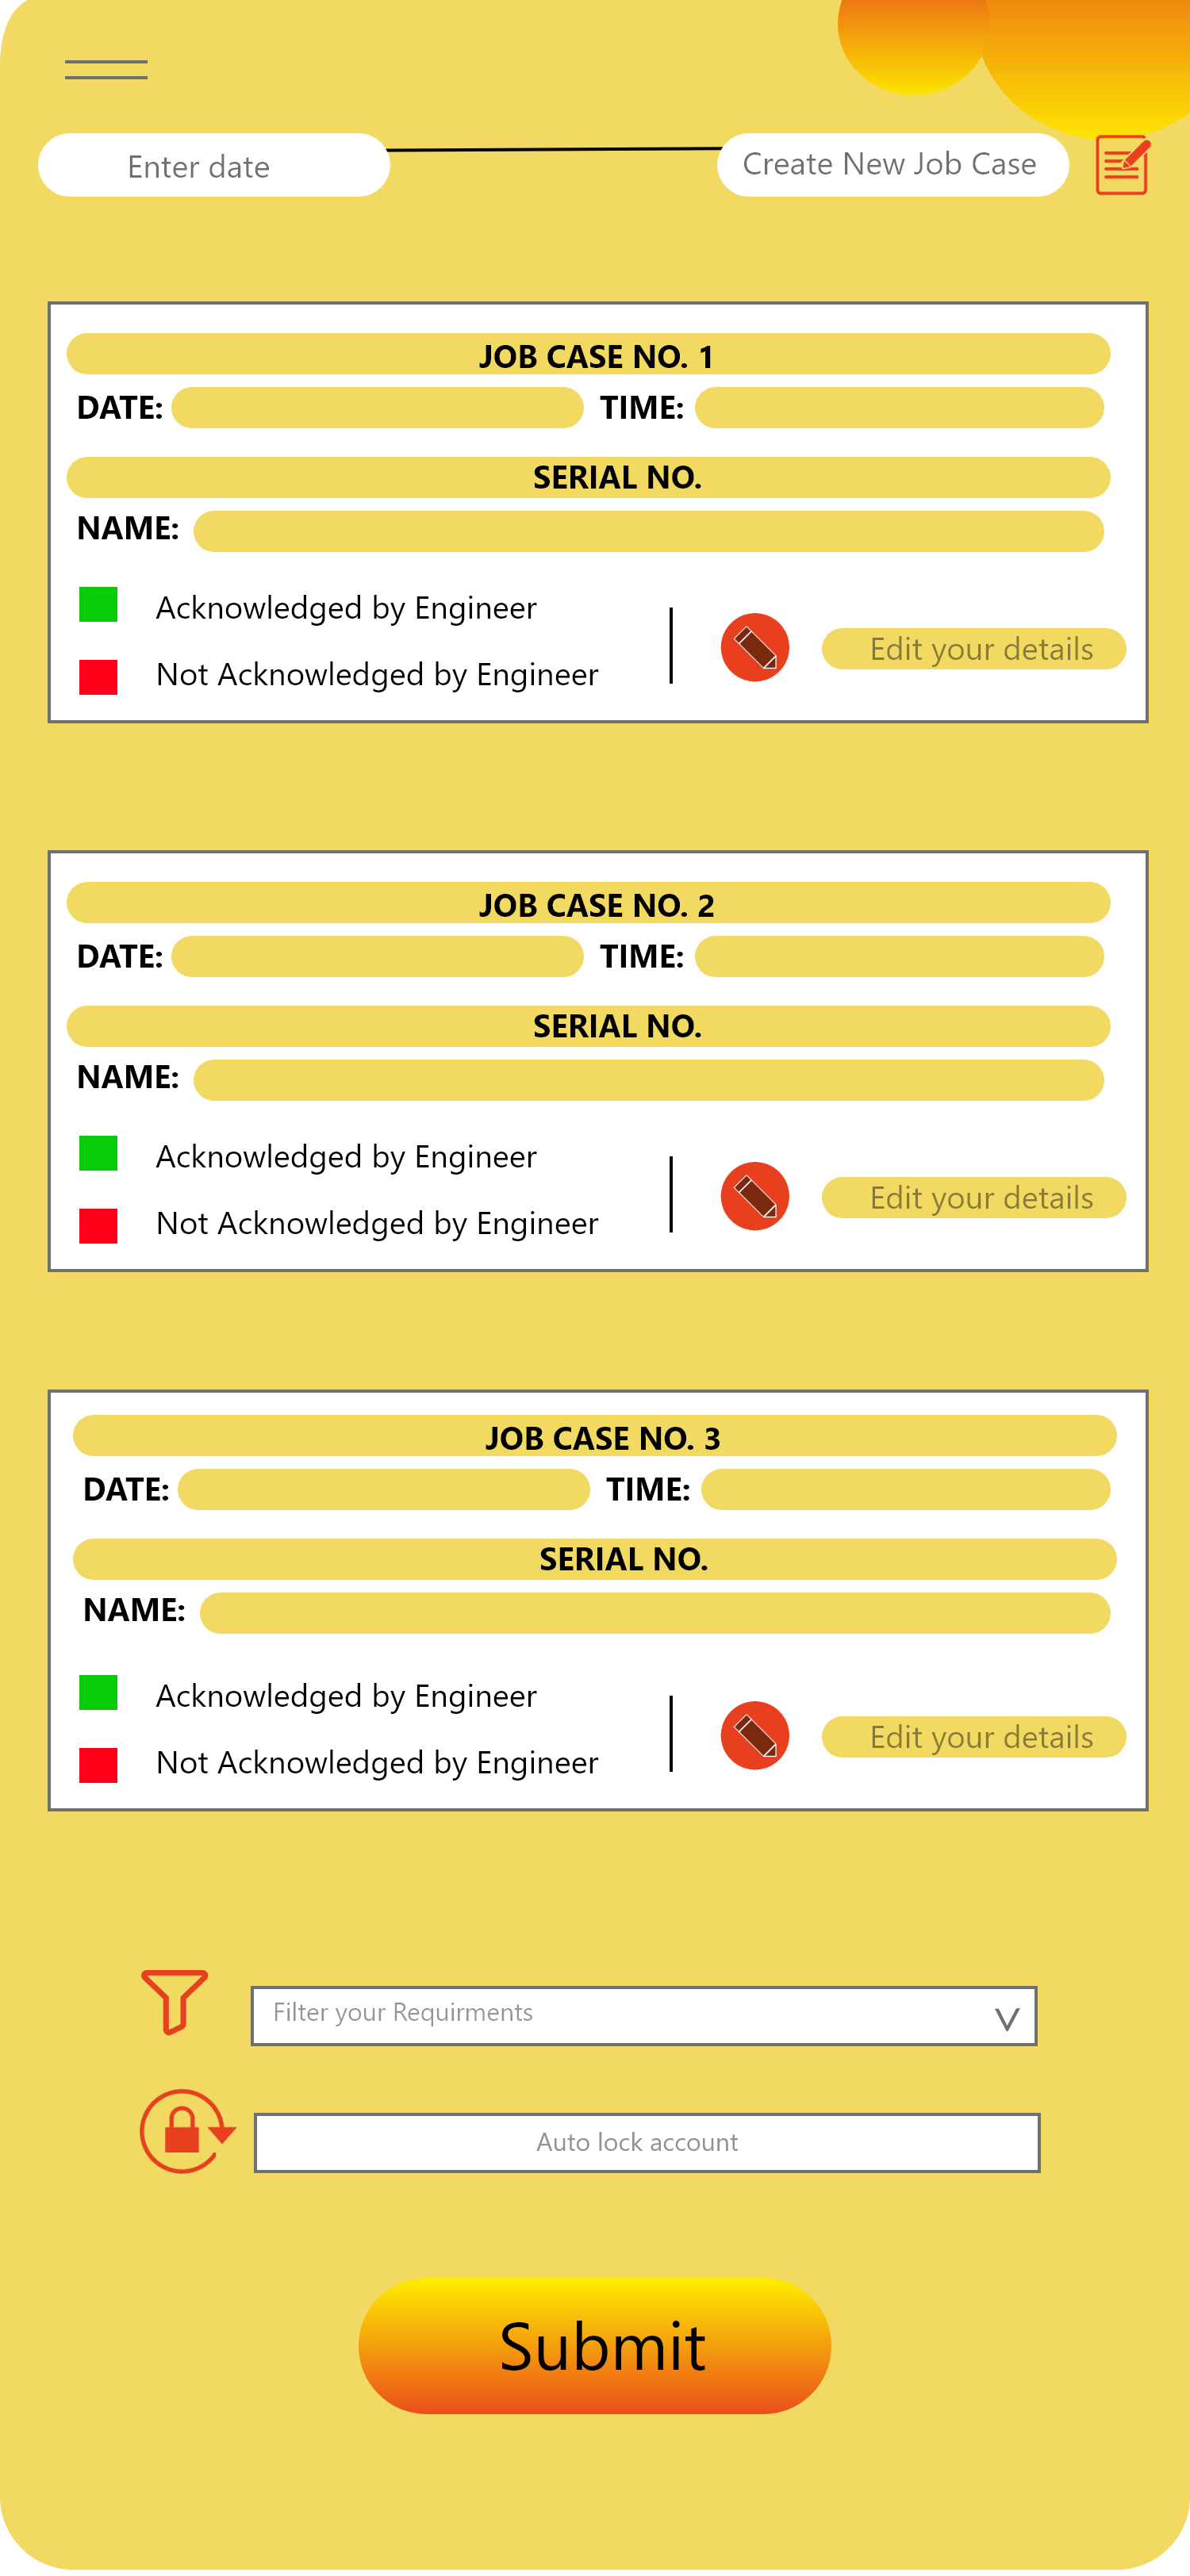 Enter date
Create New Job Case
JOB CASE NO. 1
DATE: TIME:
SERIAL NO.
NAME:
Acknowledged by Engineer
Not Acknowledged by Engineer
Edit your details
JOB CASE NO. 2
DATE: TIME:
SERIAL NO.
NAME:
Acknowledged by Engineer
Not Acknowledged by Engineer
Edit your details
JOB CASE NO. 3
DATE: TIME:
SERIAL NO.
NAME:
Acknowledged by Engineer
Not Acknowledged by Engineer
Edit your details
Filter your Requirments
Auto lock account
Submit